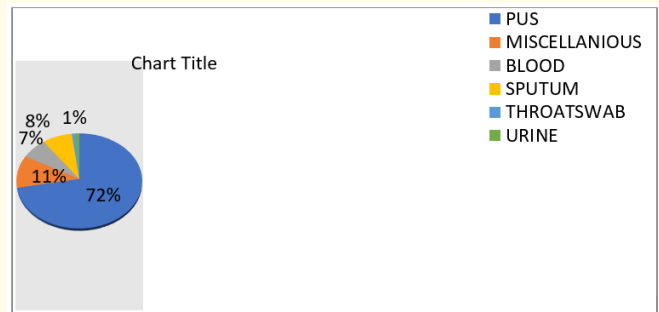 Chart Title
PUS
MISCELLANIOUS
BLOOD
SPUTUM
THROATSWAB
URINE
8%
1%
7%
11%
72%